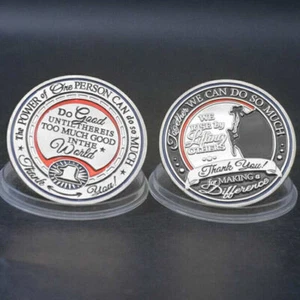 The POWER of One PERSON CAN do so MUCH
Do Good
UNTIL THERE IS
TOO MUCH GOOD
IN THE
World
Thank You!
Together WE CAN DO SO MUCH
WE
RISE By
Lifting
OTHERS
Thank You!
for MAKING a
Difference